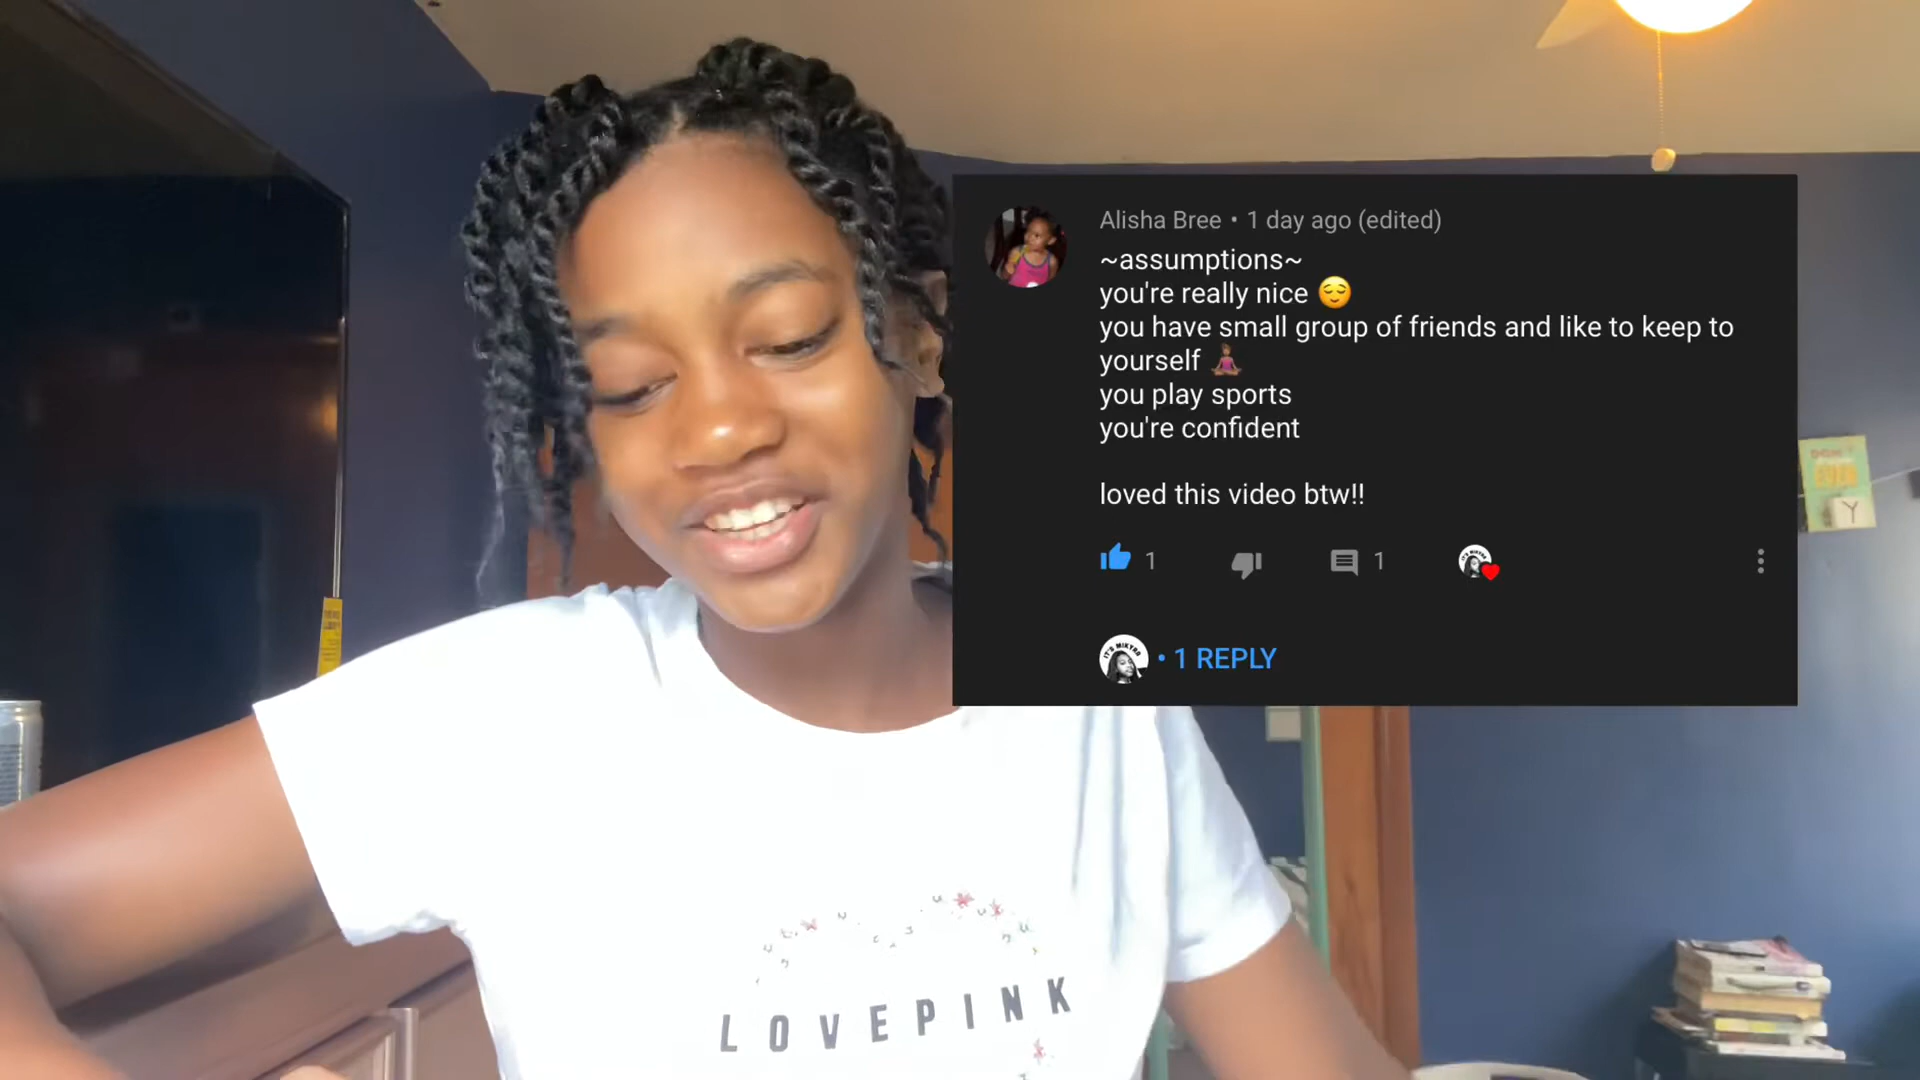 Alisha Bree • 1 day ago (edited)
~assumptions~
you're really nice 😌
you have small group of friends and like to keep to
yourself 🧘🏾‍♀️
you play sports
you're confident
loved this video btw!!
1
1
IT'S MIKYRA
• 1 REPLY
Y
LOVEPINK